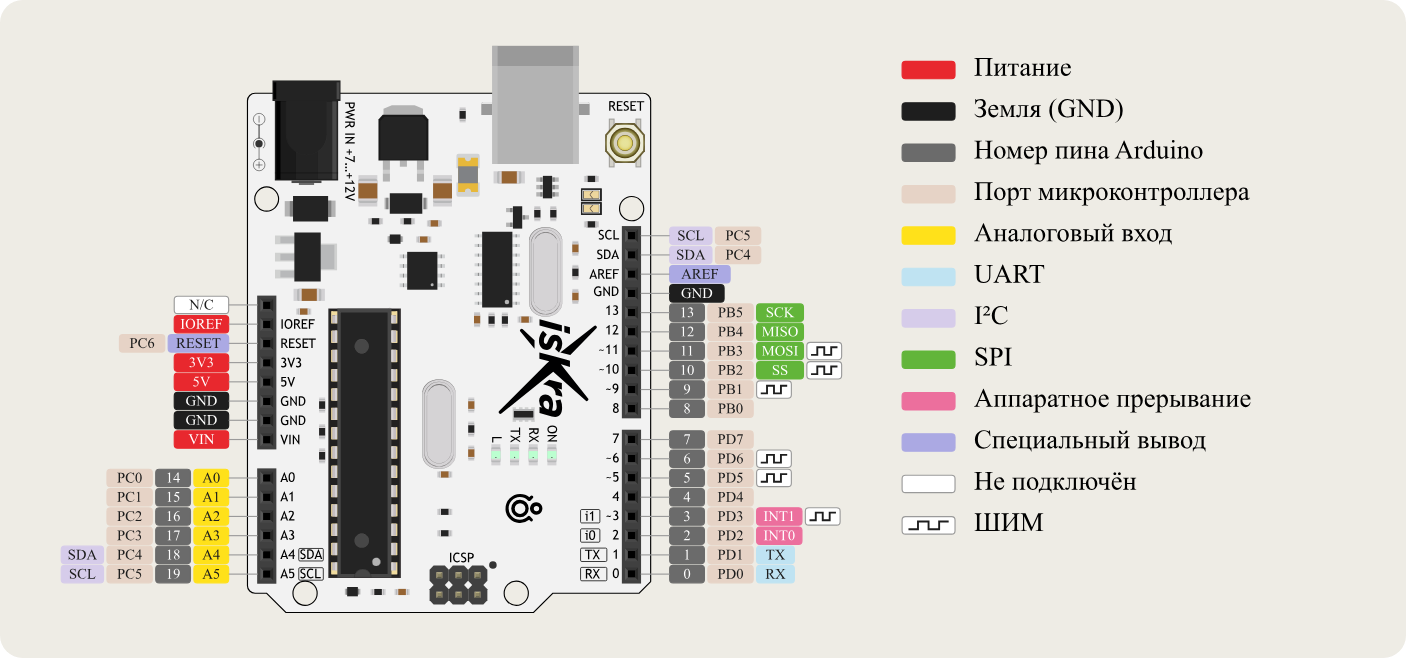 PWR IN +7...+12V
RESET
N/C
IOREF IOREF
PC6 RESET RESET
3V3 3V3
5V 5V
GND GND
GND GND
VIN VIN
PC0 14 A0 A0
PC1 15 A1 A1
PC2 16 A2 A2
PC3 17 A3 A3
SDA PC4 18 A4 A4 SDA
SCL PC5 19 A5 A5 SCL
iskra
L TX RX ON
ICSP
SCL SCL PC5
SDA SDA PC4
AREF AREF
GND GND
13 13 PB5 SCK
12 12 PB4 MISO
~11 11 PB3 MOSI
~10 10 PB2 SS
~9 9 PB1
8 8 PB0
7 7 PD7
~6 6 PD6
~5 5 PD5
4 4 PD4
i1 ~3 3 PD3 INT1
i0 2 2 PD2 INT0
TX 1 1 PD1 TX
RX 0 0 PD0 RX
Питание
Земля (GND)
Номер пина Arduino
Порт микроконтроллера
Аналоговый вход
UART
I²C
SPI
Аппаратное прерывание
Специальный вывод
Не подключён
ШИМ